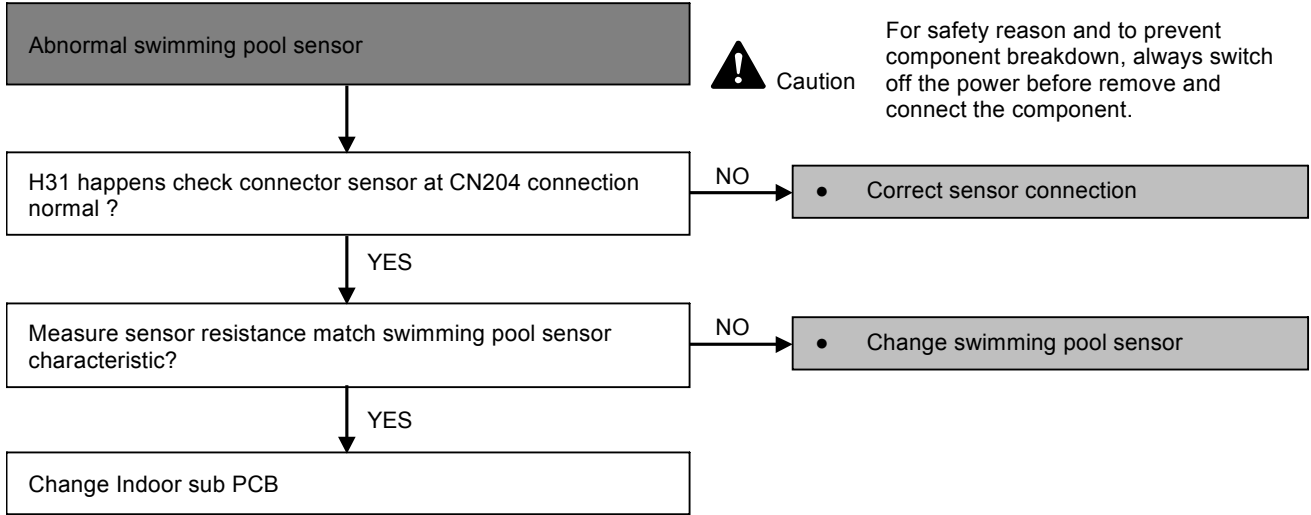 Abnormal swimming pool sensor
Caution
For safety reason and to prevent
component breakdown, always switch
off the power before remove and
connect the component.
H31 happens check connector sensor at CN204 connection
normal ?
NO
● Correct sensor connection
YES
Measure sensor resistance match swimming pool sensor
characteristic?
NO
● Change swimming pool sensor
YES
Change Indoor sub PCB